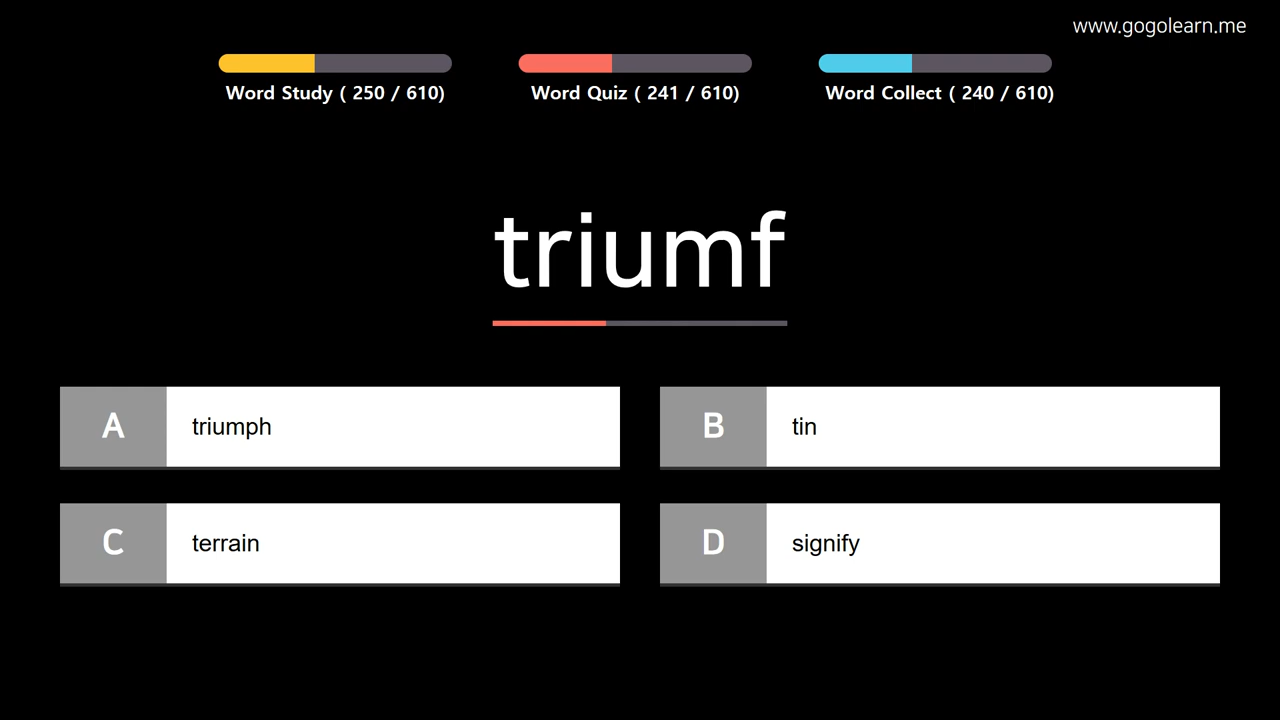 www.gogolearn.me
Word Study ( 250 / 610)
Word Quiz ( 241 / 610)
Word Collect ( 240 / 610)
triumf
A triumph
B tin
C terrain
D signify